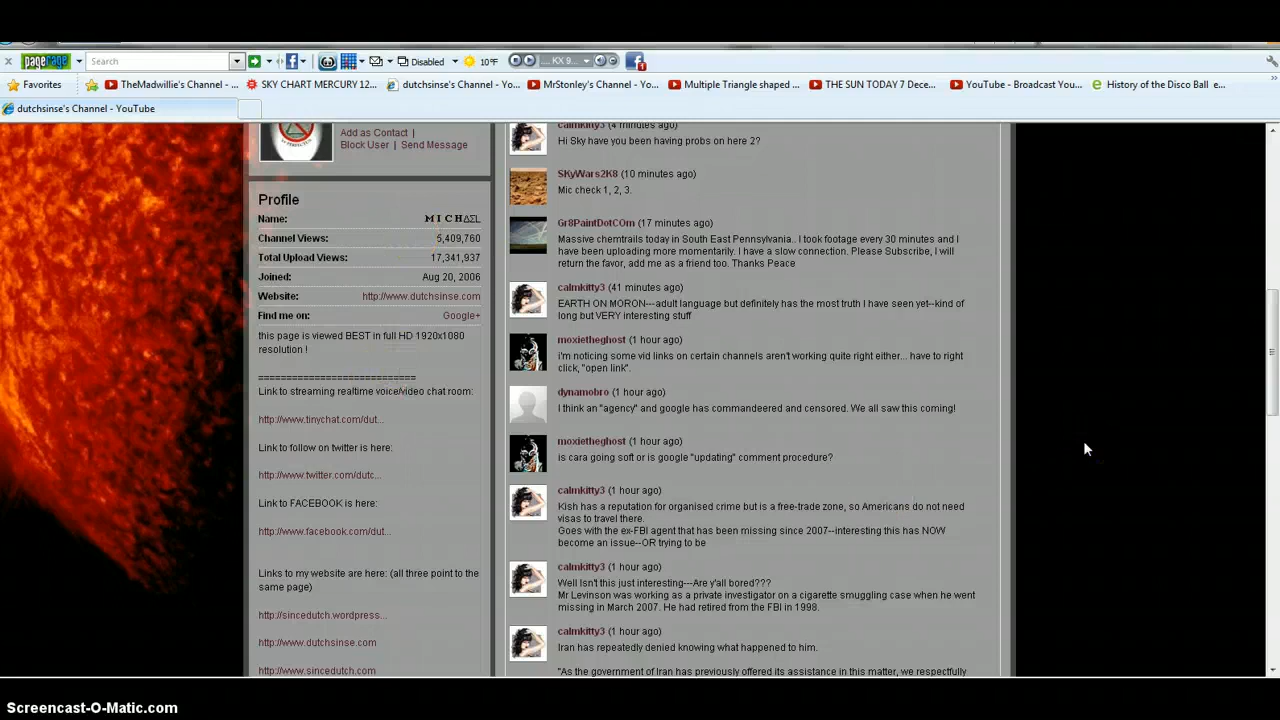 pagerage
Search
Disabled
10°F
.... KX 9...
1
Favorites
TheMadwillie's Channel - ...
SKY CHART MERCURY 12...
dutchsinse's Channel - Yo...
MrStonley's Channel - Yo...
Multiple Triangle shaped ...
THE SUN TODAY 7 Dece...
YouTube - Broadcast You...
History of the Disco Ball e...
dutchsinse's Channel - YouTube
Add as Contact |
Block User | Send Message
Profile
Name: MICHΔΣL
Channel Views: 5,409,760
Total Upload Views: 17,341,937
Joined: Aug 20, 2006
Website: http://www.dutchsinse.com
Find me on: Google+
this page is viewed BEST in full HD 1920x1080
resolution !
============================
Link to streaming realtime voice/video chat room:
http://www.tinychat.com/dut...
Link to follow on twitter is here:
http://www.twitter.com/dutc...
Link to FACEBOOK is here:
http://www.facebook.com/dut...
Links to my website are here: (all three point to the
same page)
http://sincedutch.wordpress...
http://www.dutchsinse.com
http://www.sincedutch.com
calmkitty3 (4 minutes ago)
Hi Sky have you been having probs on here 2?
SKyWars2K8 (10 minutes ago)
Mic check 1, 2, 3.
Gr8PaintDotCOm (17 minutes ago)
Massive chemtrails today in South East Pennsylvania.. I took footage every 30 minutes and I
have been uploading more momentarily. I have a slow connection. Please Subscribe, I will
return the favor, add me as a friend too. Thanks Peace
calmkitty3 (41 minutes ago)
EARTH ON MORON---adult language but definitely has the most truth I have seen yet--kind of
long but VERY interesting stuff
moxietheghost (1 hour ago)
i'm noticing some vid links on certain channels aren't working quite right either... have to right
click, "open link".
dynamobro (1 hour ago)
I think an "agency" and google has commandeered and censored. We all saw this coming!
moxietheghost (1 hour ago)
is cara going soft or is google "updating" comment procedure?
calmkitty3 (1 hour ago)
Kish has a reputation for organised crime but is a free-trade zone, so Americans do not need
visas to travel there.
Goes with the ex-FBI agent that has been missing since 2007--interesting this has NOW
become an issue--OR trying to be
calmkitty3 (1 hour ago)
Well Isn't this just interesting---Are y'all bored???
Mr Levinson was working as a private investigator on a cigarette smuggling case when he went
missing in March 2007. He had retired from the FBI in 1998.
calmkitty3 (1 hour ago)
Iran has repeatedly denied knowing what happened to him.
"As the government of Iran has previously offered its assistance in this matter, we respectfully
Screencast-O-Matic.com